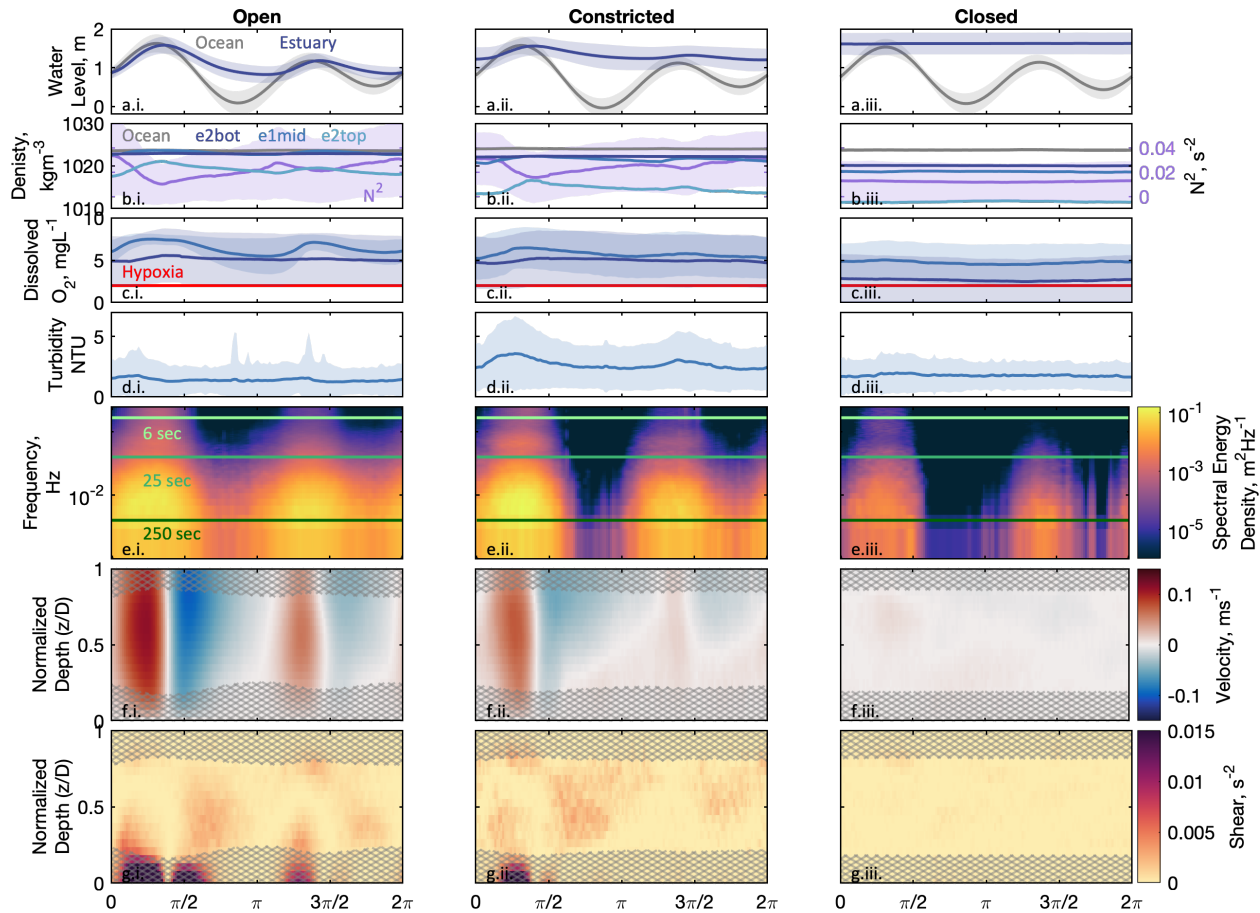 Open Constricted Closed
Water
Level, m
2
1
0
Ocean Estuary
a.i. a.ii. a.iii.
Denisty,
kgm-3
1030
1020
1010
Ocean e2bot e1mid e2top
N2
b.i. b.ii. b.iii.
0.04
0.02
0
N2, s-2
Dissolved
O2, mgL-1
10
5
0
Hypoxia
c.i. c.ii. c.iii.
Turbidity
NTU
5
0
d.i. d.ii. d.iii.
Frequency,
Hz
10-2
6 sec
25 sec
250 sec
e.i. e.ii. e.iii.
10-1
10-3
10-5
Spectral Energy
Density, m2Hz-1
Normalized
Depth (z/D)
1
0.5
0
f.i. f.ii. f.iii.
0.1
0
-0.1
Velocity, ms-1
Normalized
Depth (z/D)
1
0.5
0
g.i. g.ii. g.iii.
0.015
0.01
0.005
0
Shear, s-2
0 π/2 π 3π/2 2π 0 π/2 π 3π/2 2π 0 π/2 π 3π/2 2π